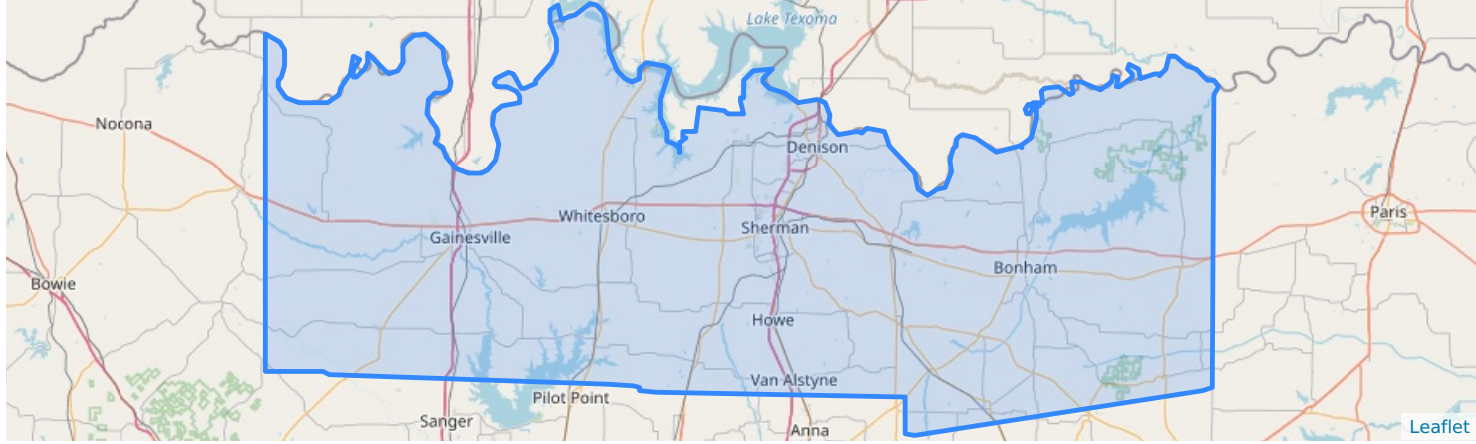 Lake Texoma
Nocona
Denison
Whitesboro
Paris
Sherman
Gainesville
Bonham
Bowie
Howe
Van Alstyne
Pilot Point
Sanger
Anna
Leaflet